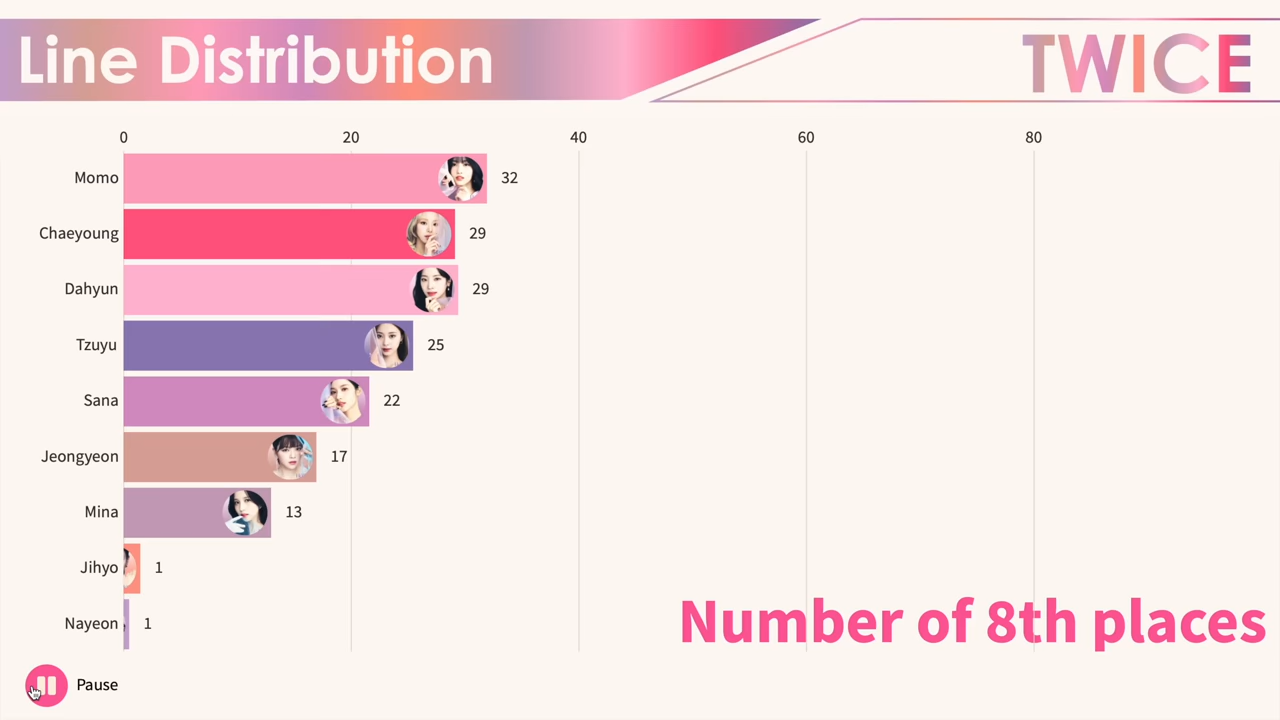 Line Distribution
TWICE
0 20 40 60 80
Momo 32
Chaeyoung 29
Dahyun 29
Tzuyu 25
Sana 22
Jeongyeon 17
Mina 13
Jihyo 1
Nayeon 1
Number of 8th places
Pause